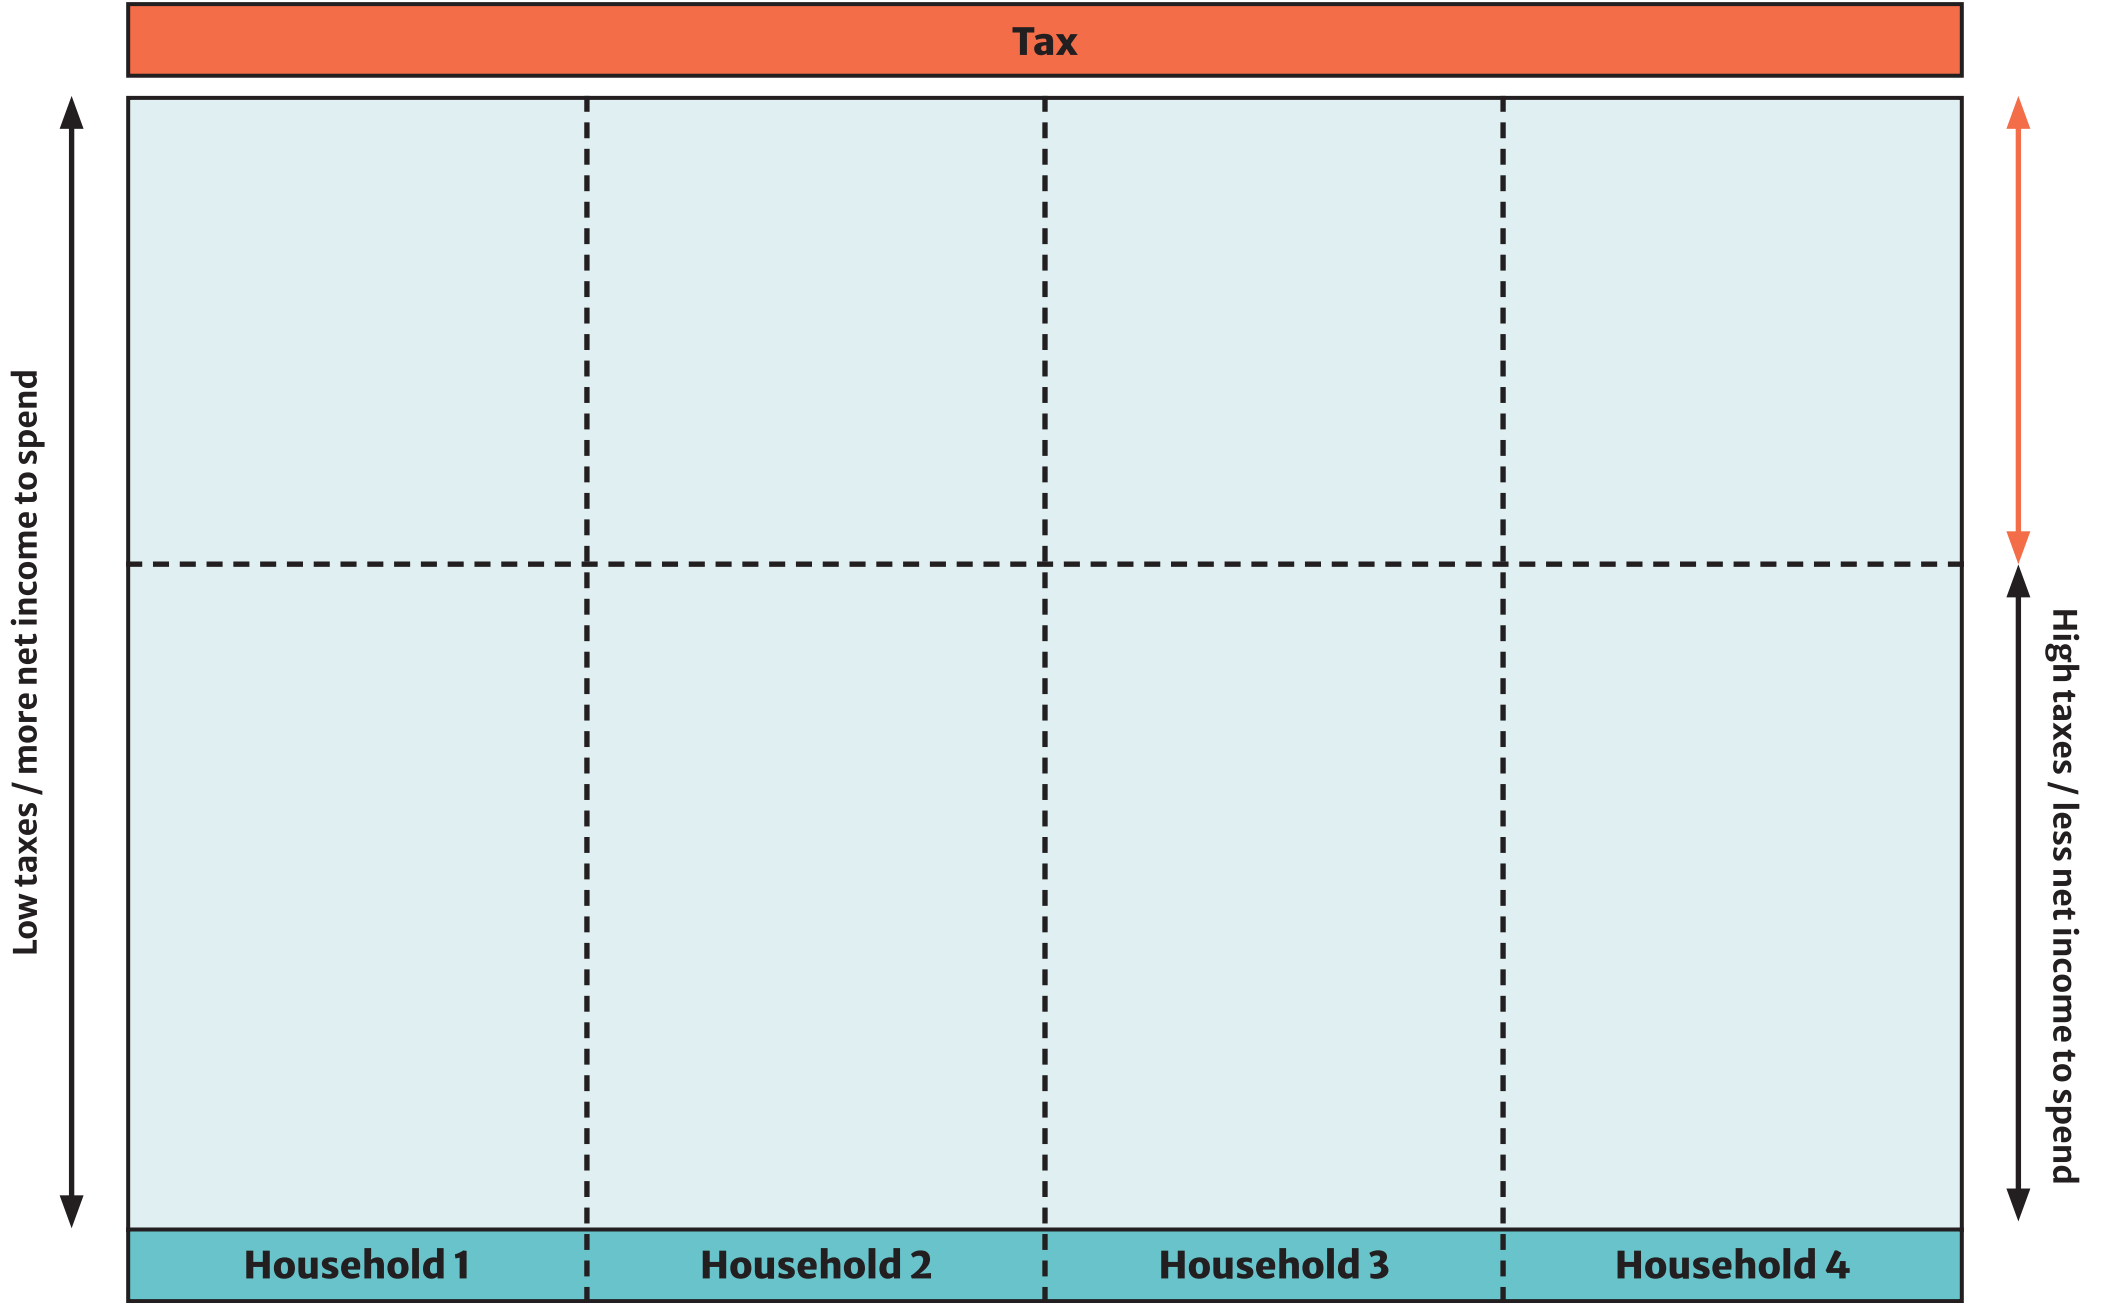 Tax
Low taxes / more net income to spend
High taxes / less net income to spend
Household 1
Household 2
Household 3
Household 4